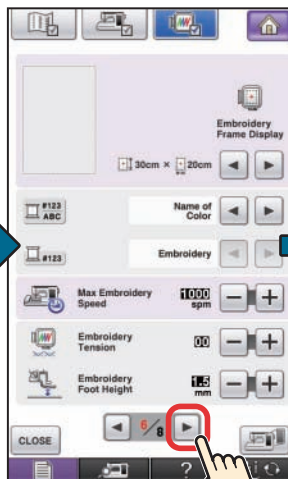 Embroidery
Frame Display
30cm × 20cm
#123
ABC
Name of
Color
#123
Embroidery
Max Embroidery
Speed
1000
spm
Embroidery
Tension
00
Embroidery
Foot Height
1.5
mm
CLOSE
6/8
?